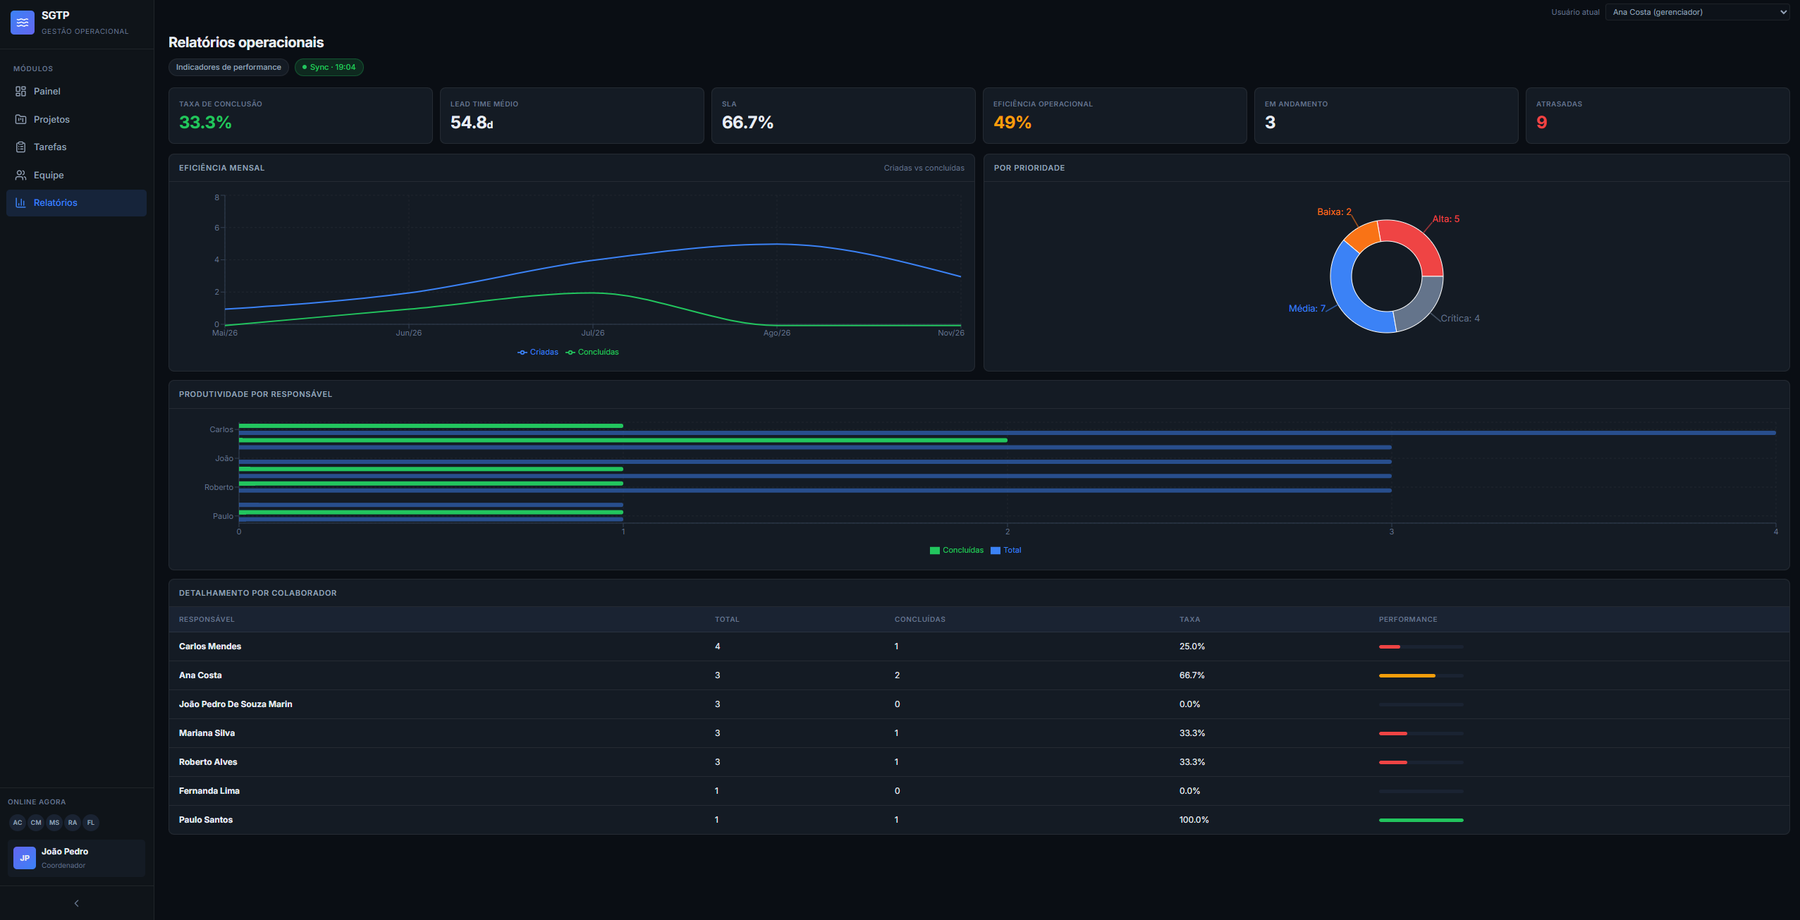 SGTP
GESTÃO OPERACIONAL
MÓDULOS
Painel
Projetos
Tarefas
Equipe
Relatórios
ONLINE AGORA
AC CM MS RA FL
JP
João Pedro
Coordenador
Usuário atual Ana Costa (gerenciador)
Relatórios operacionais
Indicadores de performance Sync · 19:04
TAXA DE CONCLUSÃO
33.3%
LEAD TIME MÉDIO
54.8d
SLA
66.7%
EFICIÊNCIA OPERACIONAL
49%
EM ANDAMENTO
3
ATRASADAS
9
EFICIÊNCIA MENSAL Criadas vs concluídas
8
6
4
2
0
Mai/26 Jun/26 Jul/26 Ago/26 Nov/26
Criadas Concluídas
POR PRIORIDADE
Baixa: 2
Alta: 5
Média: 7
Crítica: 4
PRODUTIVIDADE POR RESPONSÁVEL
Carlos
João
Roberto
Paulo
0 1 2 3 4
Concluídas Total
DETALHAMENTO POR COLABORADOR
RESPONSÁVEL TOTAL CONCLUÍDAS TAXA PERFORMANCE
Carlos Mendes 4 1 25.0%
Ana Costa 3 2 66.7%
João Pedro De Souza Marin 3 0 0.0%
Mariana Silva 3 1 33.3%
Roberto Alves 3 1 33.3%
Fernanda Lima 1 0 0.0%
Paulo Santos 1 1 100.0%